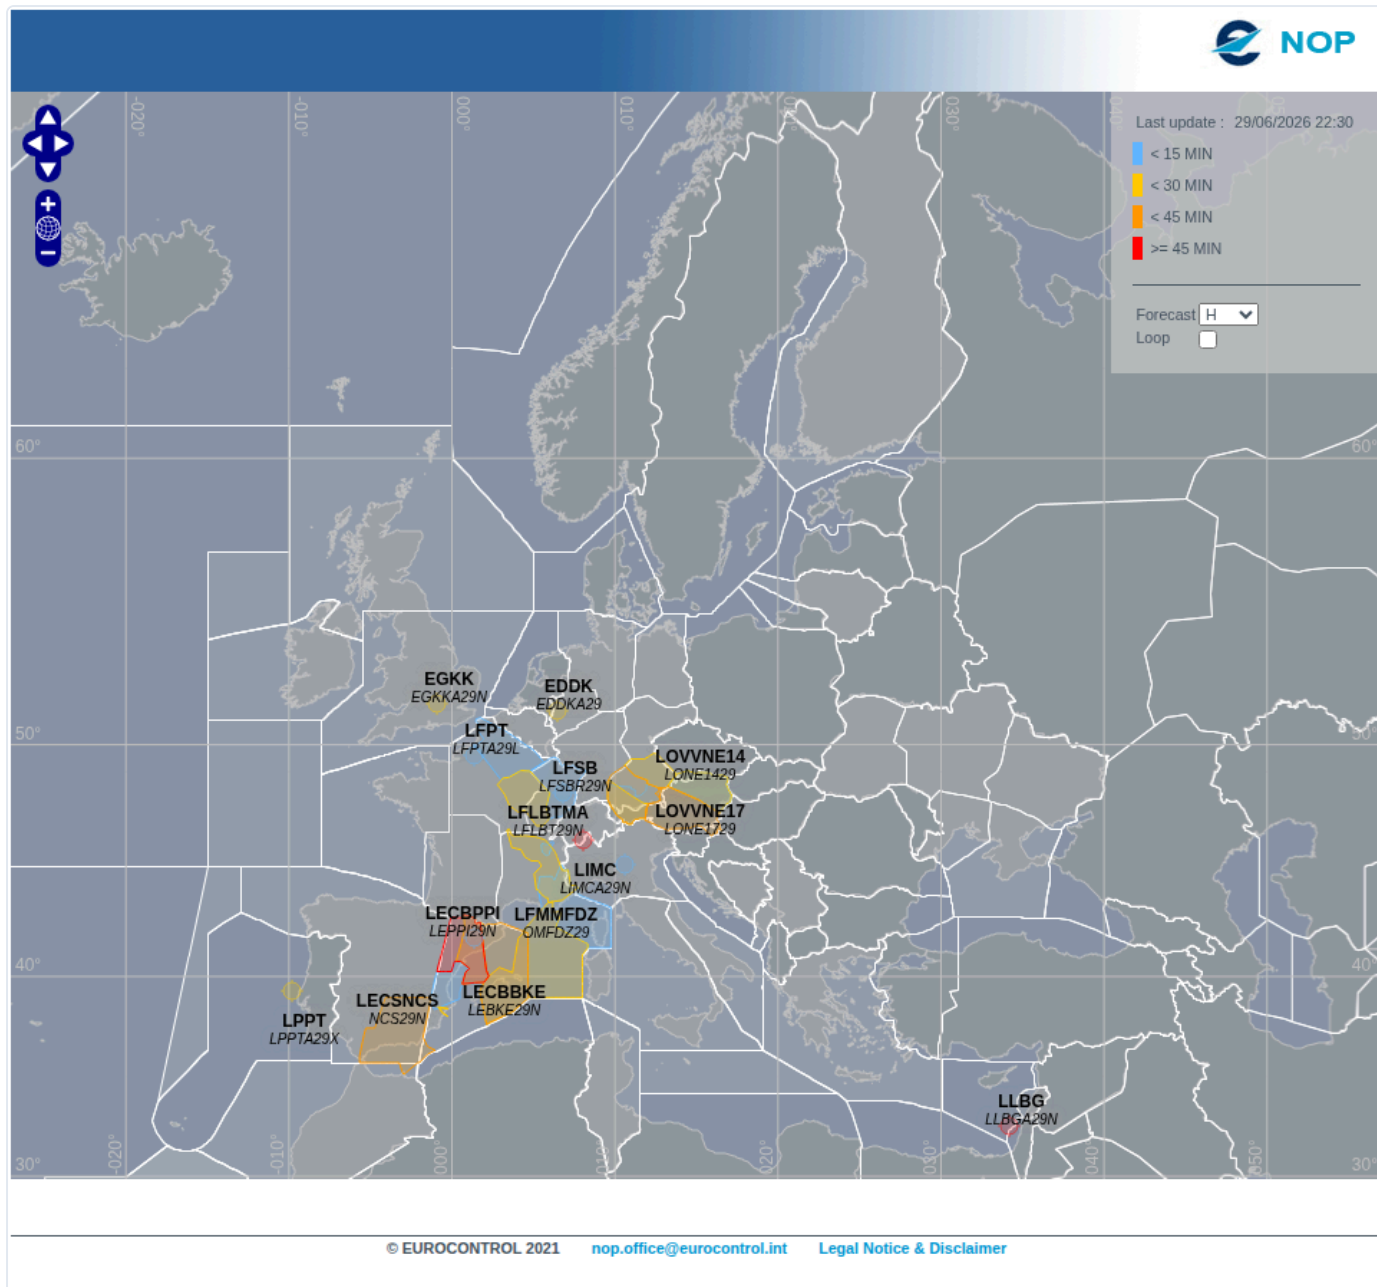 NOP
-020°
-010°
000°
010°
020°
030°
040°
050°
Last update : 29/06/2026 22:30
< 15 MIN
< 30 MIN
< 45 MIN
>= 45 MIN
Forecast H
Loop
60°
60°
EGKK
EGKKA29N
EDDK
EDDKA29
50°
50°
LFPT
LFPTA29L
LFSB
LFSBR29N
LOVVNE14
LONE1429
LFLBTMA
LFLBT29N
LOVVNE17
LONE1729
LIMC
LIMCA29N
LECBPPI
LEPPI29N
LFMMFDZ
OMFDZ29
40°
40°
LECSNCS
NCS29N
LECBBKE
LEBKE29N
LPPT
LPPTA29X
LLBG
LLBGA29N
30°
-020°
-010°
000°
010°
020°
030°
040°
050°
30°
© EUROCONTROL 2021 nop.office@eurocontrol.int Legal Notice & Disclaimer